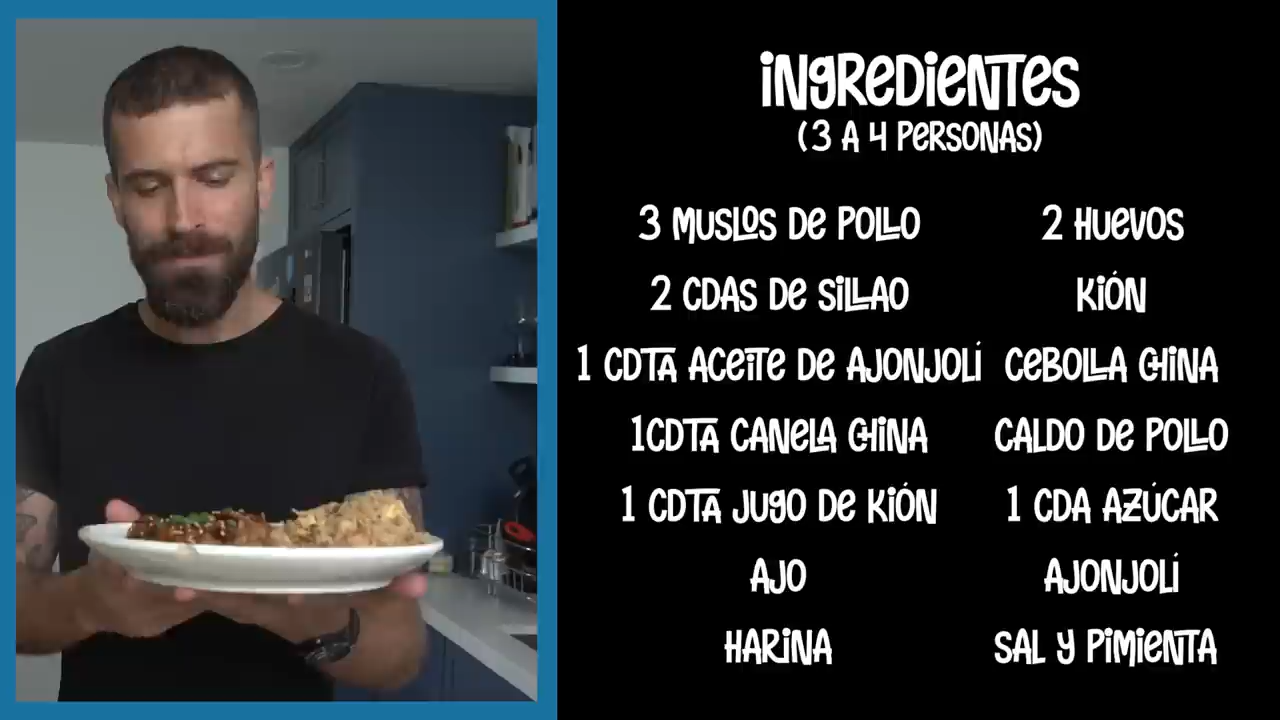 INGREDIENTES
(3 A 4 PERSONAS)
3 MUSLOS DE POLLO
2 HUEVOS
2 CDAS DE SILLAO
KIÓN
1 CDTA ACEITE DE AJONJOLÍ
CEBOLLA CHINA
1CDTA CANELA CHINA
CALDO DE POLLO
1 CDTA JUGO DE KIÓN
1 CDA AZÚCAR
AJO
AJONJOLÍ
HARINA
SAL Y PIMIENTA